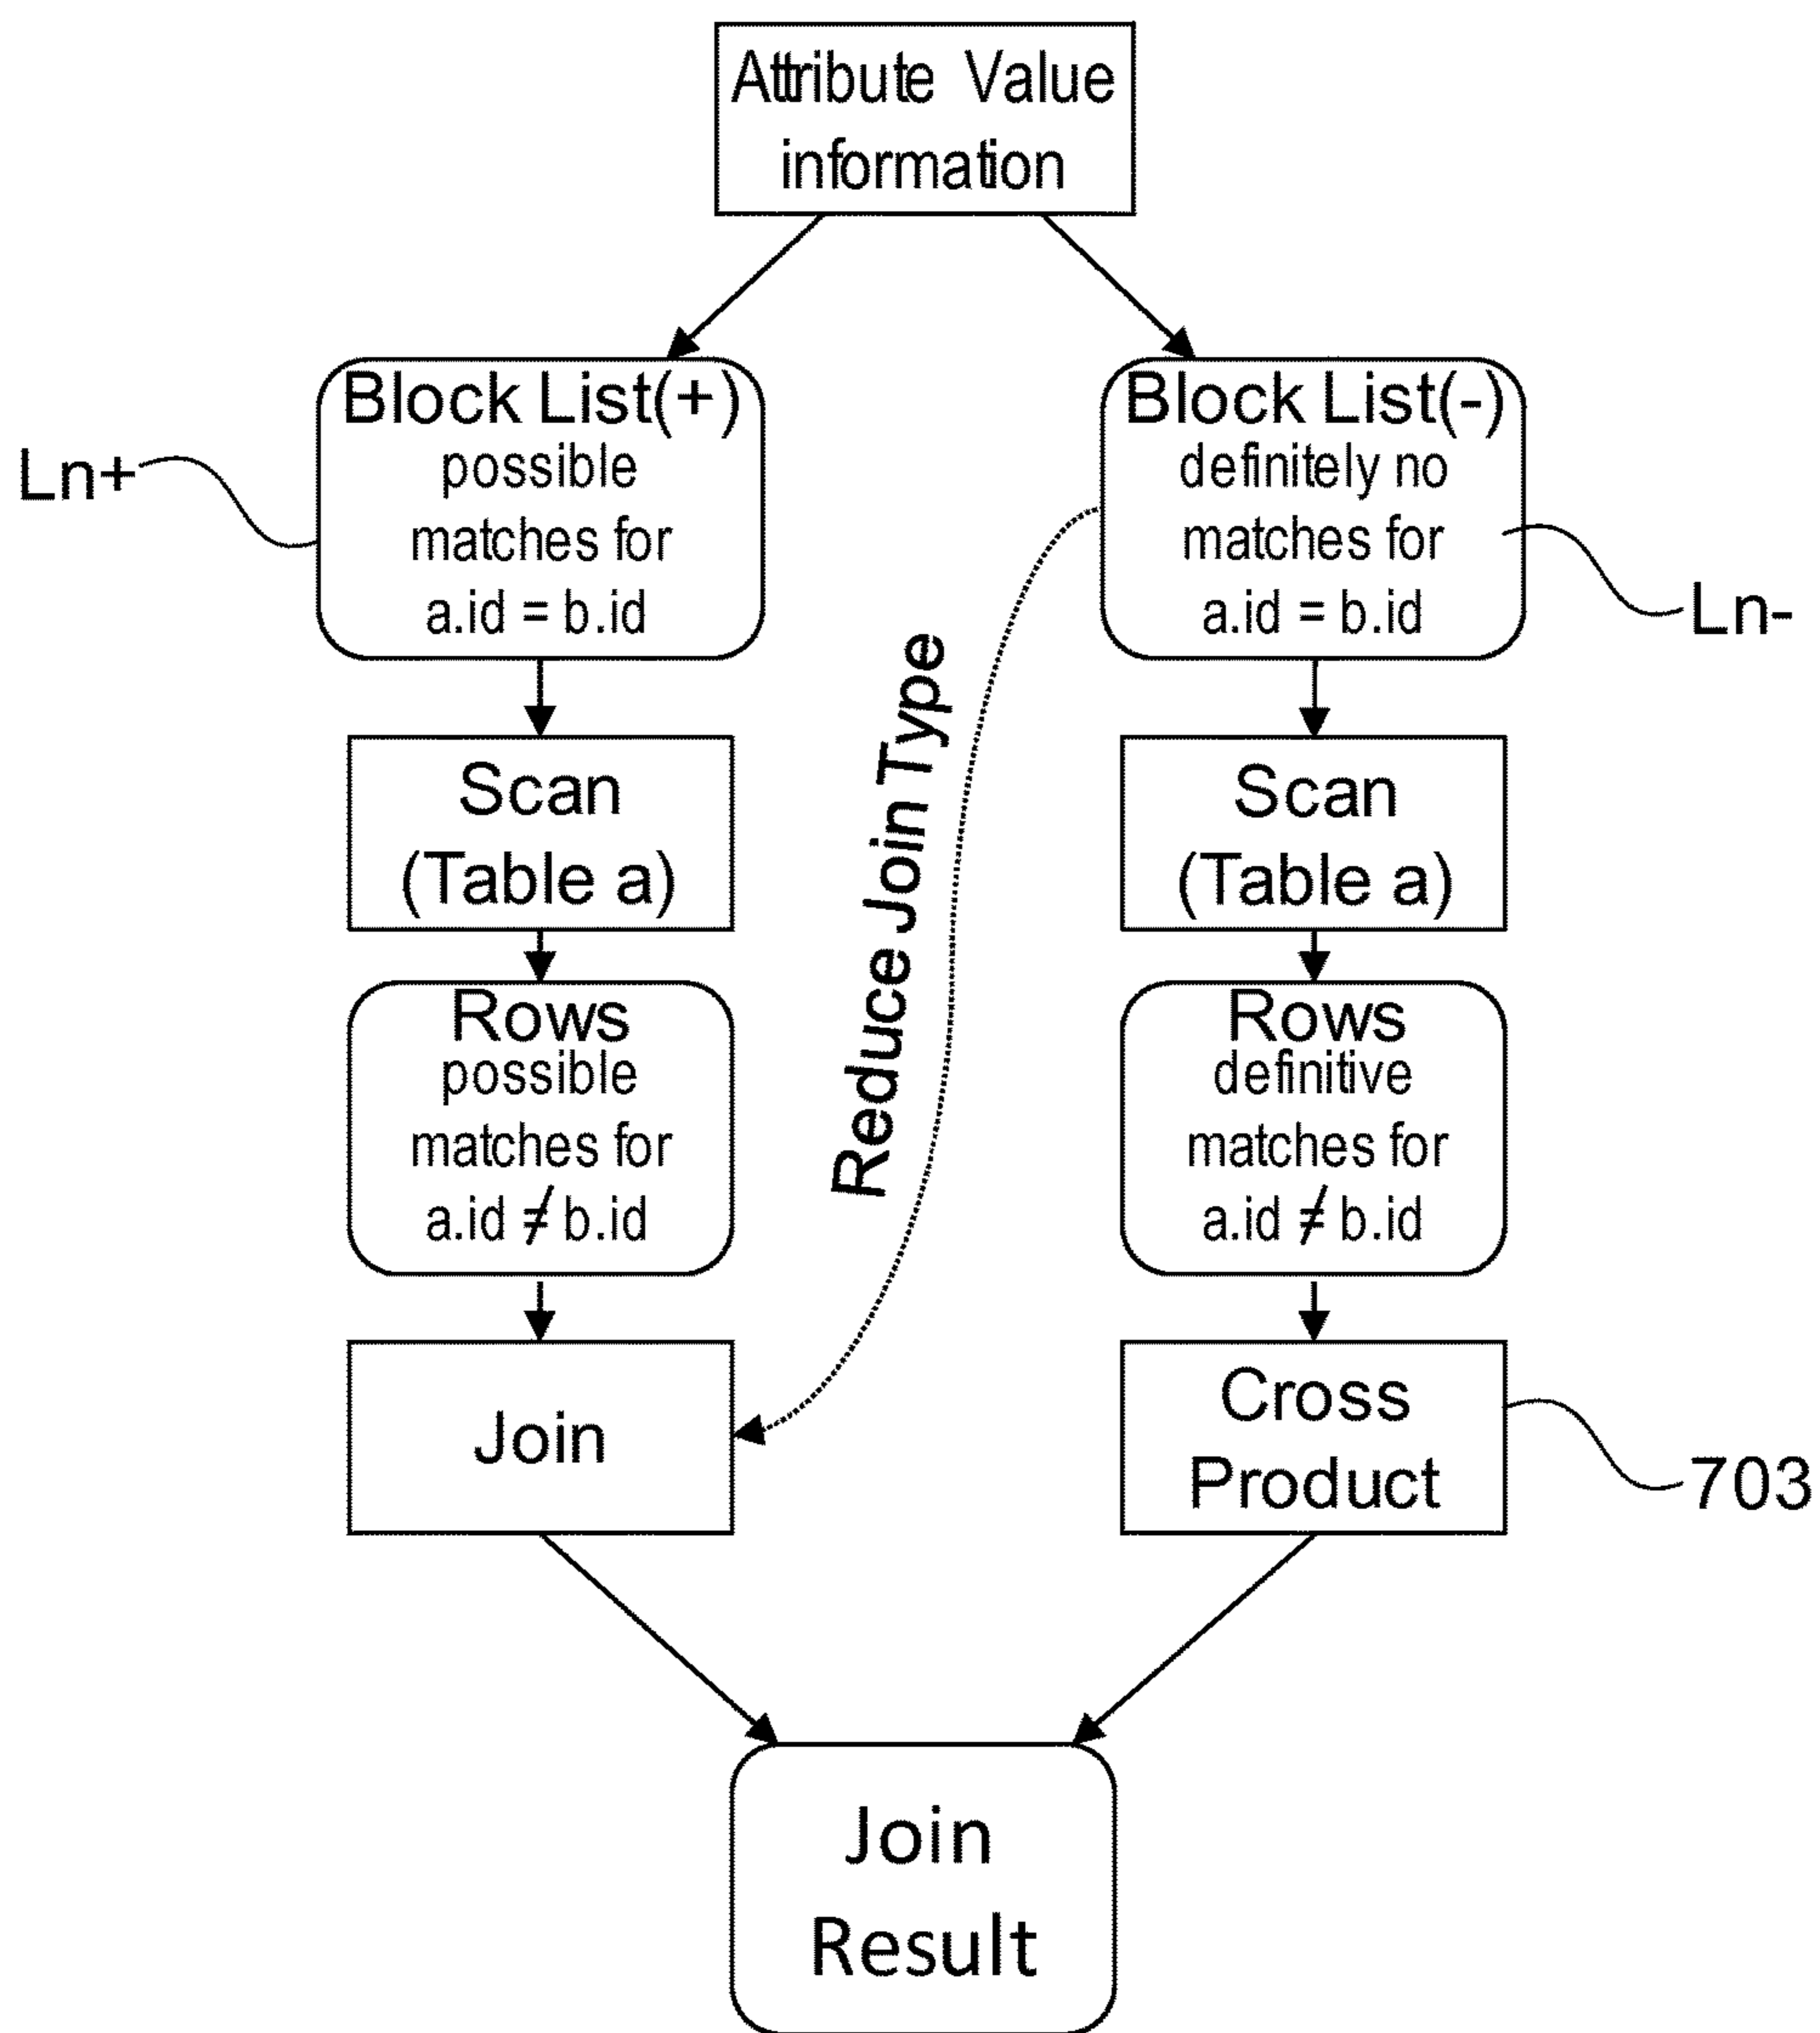 Attribute Value
information
Block List(+)
possible
matches for
a.id = b.id
Ln+
Block List(-)
definitely no
matches for
a.id = b.id
Ln-
Reduce Join Type
Scan
(Table a)
Scan
(Table a)
Rows
possible
matches for
a.id ≠ b.id
Rows
definitive
matches for
a.id ≠ b.id
Join
Cross
Product
703
Join
Result